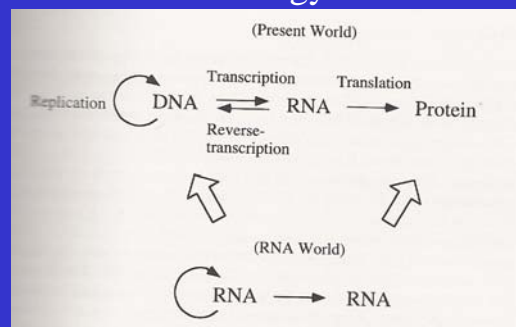 (Present World)
Transcription Translation
Replication DNA RNA Protein
Reverse-
transcription
(RNA World)
RNA RNA